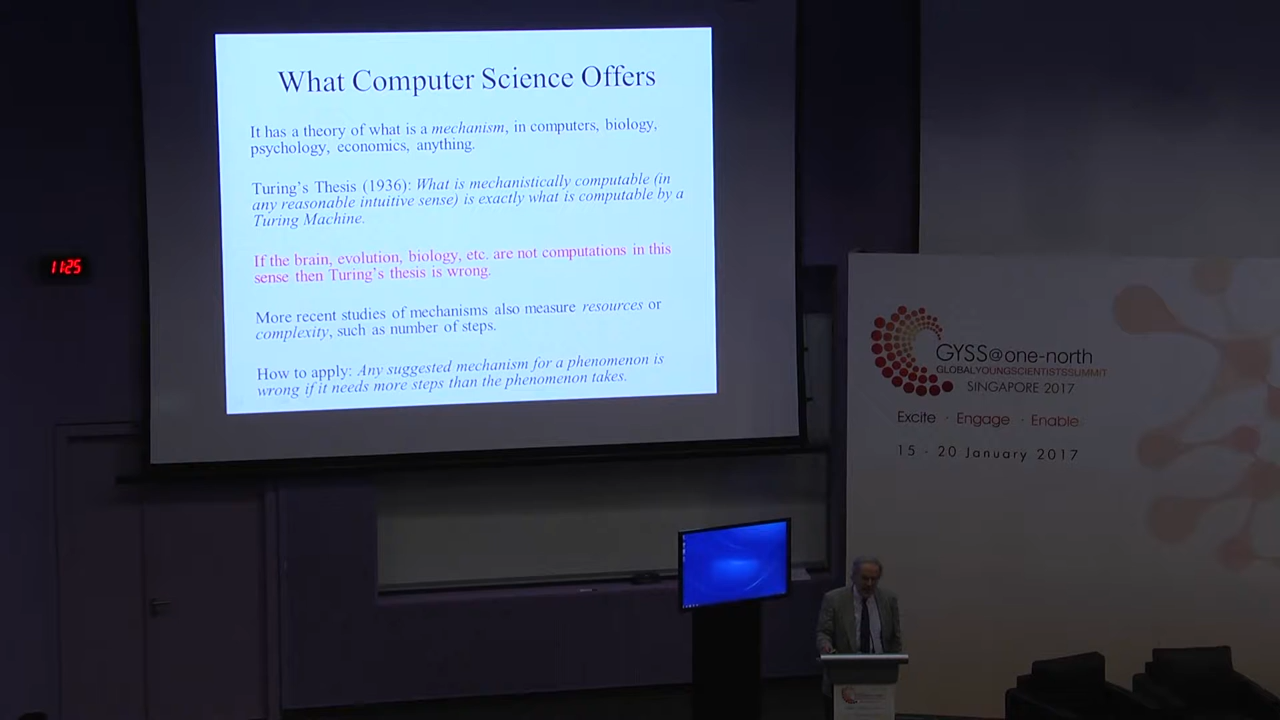 What Computer Science Offers
It has a theory of what is a mechanism, in computers, biology,
psychology, economics, anything.
Turing's Thesis (1936): What is mechanistically computable (in
any reasonable intuitive sense) is exactly what is computable by a
Turing Machine.
If the brain, evolution, biology, etc. are not computations in this
sense then Turing's thesis is wrong.
More recent studies of mechanisms also measure resources or
complexity, such as number of steps.
How to apply: Any suggested mechanism for a phenomenon is
wrong if it needs more steps than the phenomenon takes.
11:25
GYSS@one-north
GLOBALYOUNGSCIENTISTSSUMMIT
SINGAPORE 2017
Excite · Engage · Enable
15 - 20 January 2017